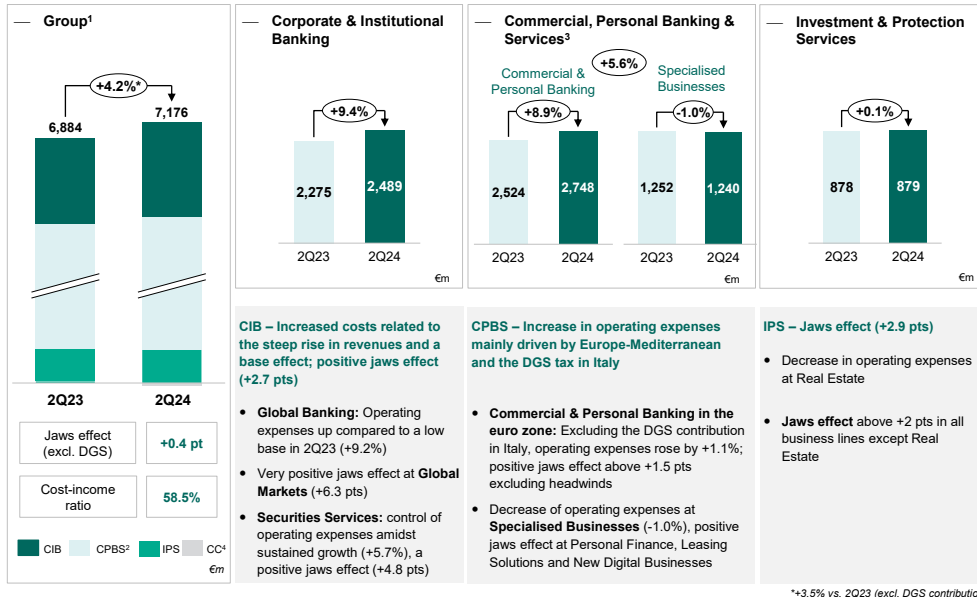 Group¹
+4.2%*
6,884
7,176
2Q23
2Q24
Jaws effect
(excl. DGS)
+0.4 pt
Cost-income
ratio
58.5%
CIB
CPBS²
IPS
CC⁴
€m
Corporate & Institutional
Banking
+9.4%
2,275
2,489
2Q23
2Q24
€m
Commercial, Personal Banking &
Services³
+5.6%
Commercial &
Personal Banking
Specialised
Businesses
+8.9%
-1.0%
2,524
2,748
1,252
1,240
2Q23
2Q24
2Q23
2Q24
€m
Investment & Protection
Services
+0.1%
878
879
2Q23
2Q24
€m
CIB – Increased costs related to
the steep rise in revenues and a
base effect; positive jaws effect
(+2.7 pts)
• Global Banking: Operating
expenses up compared to a low
base in 2Q23 (+9.2%)
• Very positive jaws effect at Global
Markets (+6.3 pts)
• Securities Services: control of
operating expenses amidst
sustained growth (+5.7%), a
positive jaws effect (+4.8 pts)
CPBS – Increase in operating expenses
mainly driven by Europe-Mediterranean
and the DGS tax in Italy
• Commercial & Personal Banking in the
euro zone: Excluding the DGS contribution
in Italy, operating expenses rose by +1.1%;
positive jaws effect above +1.5 pts
excluding headwinds
• Decrease of operating expenses at
Specialised Businesses (-1.0%), positive
jaws effect at Personal Finance, Leasing
Solutions and New Digital Businesses
IPS – Jaws effect (+2.9 pts)
• Decrease in operating expenses
at Real Estate
• Jaws effect above +2 pts in all
business lines except Real
Estate
*+3.5% vs. 2Q23 (excl. DGS contributio